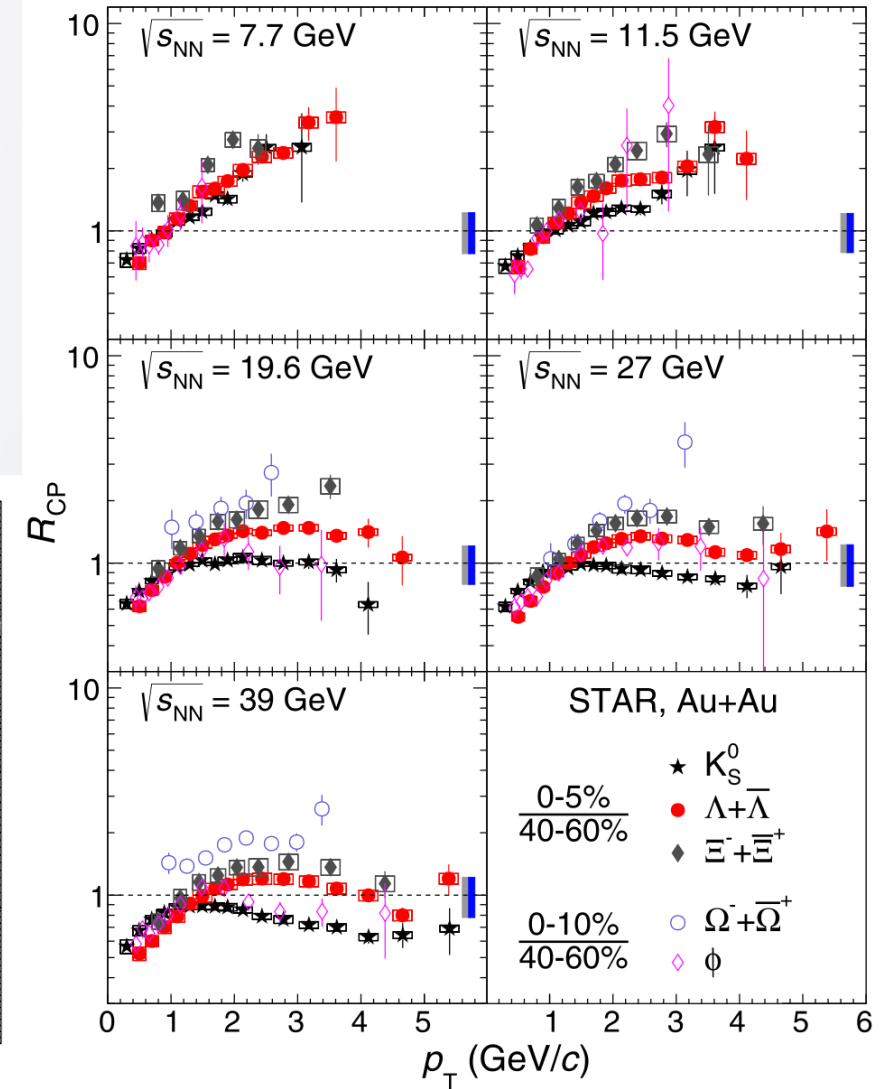 10
√sNN = 7.7 GeV
√sNN = 11.5 GeV
1
10
√sNN = 19.6 GeV
√sNN = 27 GeV
RCP
1
10
√sNN = 39 GeV
STAR, Au+Au
0-5%
40-60%
K0S
Λ+Λ̅
Ξ-+Ξ̅+
1
0-10%
40-60%
Ω-+Ω̅+
ϕ
0 1 2 3 4 5
0 1 2 3 4 5 6
pT (GeV/c)